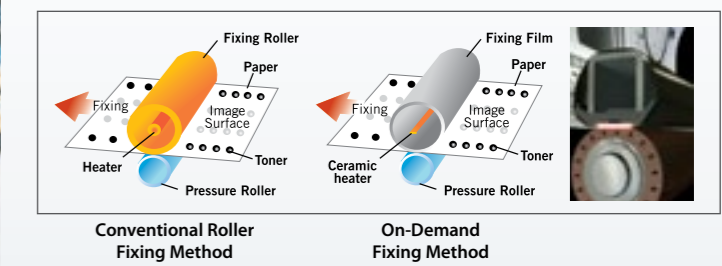 Fixing Roller
Paper
Fixing
Image
Surface
Heater
Toner
Pressure Roller
Conventional Roller
Fixing Method
Fixing Film
Paper
Fixing
Image
Surface
Ceramic
heater
Toner
Pressure Roller
On-Demand
Fixing Method